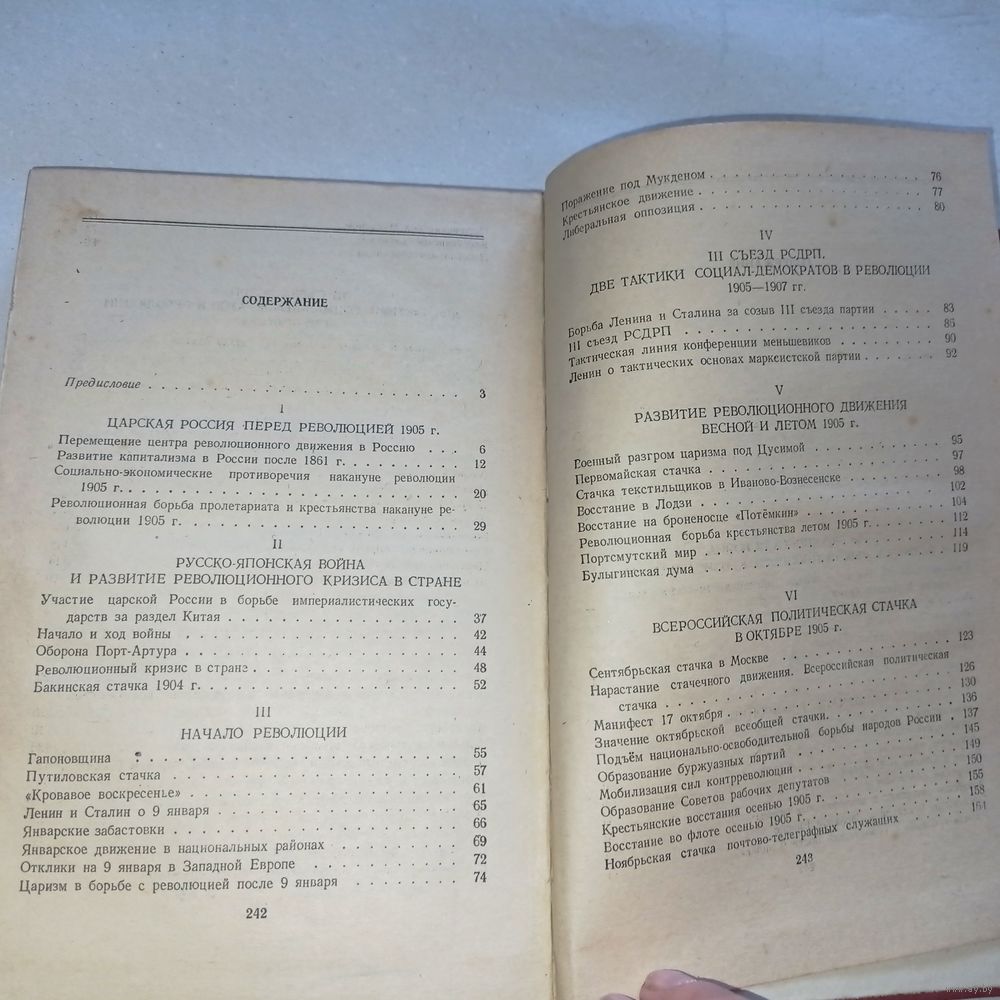 СОДЕРЖАНИЕ
Предисловие . . . . . . . . . . . . . . . . . . . 3
I
ЦАРСКАЯ РОССИЯ ПЕРЕД РЕВОЛЮЦИЕЙ 1905 г.
Перемещение центра революционного движения в Россию . . . 6
Развитие капитализма в России после 1861 г. . . . . . . . 12
Социально-экономические противоречия накануне революции
1905 г. . . . . . . . . . . . . . . . . . . . 20
Революционная борьба пролетариата и крестьянства накануне ре-
волюции 1905 г. . . . . . . . . . . . . . . . . 29
II
РУССКО-ЯПОНСКАЯ ВОЙНА
И РАЗВИТИЕ РЕВОЛЮЦИОННОГО КРИЗИСА В СТРАНЕ
Участие царской России в борьбе империалистических госу-
дарств за раздел Китая . . . . . . . . . . . . . 37
Начало и ход войны . . . . . . . . . . . . . . . 42
Оборона Порт-Артура . . . . . . . . . . . . . . . 44
Революционный кризис в стране . . . . . . . . . . . 48
Бакинская стачка 1904 г. . . . . . . . . . . . . . 52
III
НАЧАЛО РЕВОЛЮЦИИ
Гапоновщина . . . . . . . . . . . . . . . . . . 55
Путиловская стачка . . . . . . . . . . . . . . . 57
«Кровавое воскресенье» . . . . . . . . . . . . . . 61
Ленин и Сталин о 9 января . . . . . . . . . . . . . 65
Январские забастовки . . . . . . . . . . . . . . . 66
Январское движение в национальных районах . . . . . . . 69
Отклики на 9 января в Западной Европе . . . . . . . . . 72
Царизм в борьбе с революцией после 9 января . . . . . . . 74
242
Поражение под Мукденом . . . . . . . . . . . . . . 76
Крестьянское движение . . . . . . . . . . . . . . 77
Либеральная оппозиция . . . . . . . . . . . . . . 80
IV
III СЪЕЗД РСДРП.
ДВЕ ТАКТИКИ СОЦИАЛ-ДЕМОКРАТОВ В РЕВОЛЮЦИИ
1905—1907 гг.
Борьба Ленина и Сталина за созыв III съезда партии . . . . . 83
III съезд РСДРП . . . . . . . . . . . . . . . . 86
Тактическая линия конференции меньшевиков . . . . . . . 90
Ленин о тактических основах марксистской партии . . . . . 92
V
РАЗВИТИЕ РЕВОЛЮЦИОННОГО ДВИЖЕНИЯ
ВЕСНОЙ И ЛЕТОМ 1905 г.
Военный разгром царизма под Цусимой . . . . . . . . . 95
Первомайская стачка . . . . . . . . . . . . . . . 97
Стачка текстильщиков в Иваново-Вознесенске . . . . . . . 98
Восстание в Лодзи . . . . . . . . . . . . . . . . 102
Восстание на броненосце «Потёмкин» . . . . . . . . . . 104
Революционная борьба крестьянства летом 1905 г. . . . . . 112
Портсмутский мир . . . . . . . . . . . . . . . . 114
Булыгинская дума . . . . . . . . . . . . . . . . 119
VI
ВСЕРОССИЙСКАЯ ПОЛИТИЧЕСКАЯ СТАЧКА
В ОКТЯБРЕ 1905 г.
Сентябрьская стачка в Москве . . . . . . . . . . . . 123
Нарастание стачечного движения. Всероссийская политическая
стачка . . . . . . . . . . . . . . . . . . . 126
Манифест 17 октября . . . . . . . . . . . . . . . 130
Значение октябрьской всеобщей стачки. . . . . . . . . . 136
Подъём национально-освободительной борьбы народов России . 137
Образование буржуазных партий . . . . . . . . . . . 145
Мобилизация сил контрреволюции . . . . . . . . . . . 149
Образование Советов рабочих депутатов . . . . . . . . . 150
Крестьянские восстания осенью 1905 г. . . . . . . . . . 155
Восстание во флоте осенью 1905 г. . . . . . . . . . . 158
Ноябрьская стачка почтово-телеграфных служащих . . . . . 161
243
www.ay.by